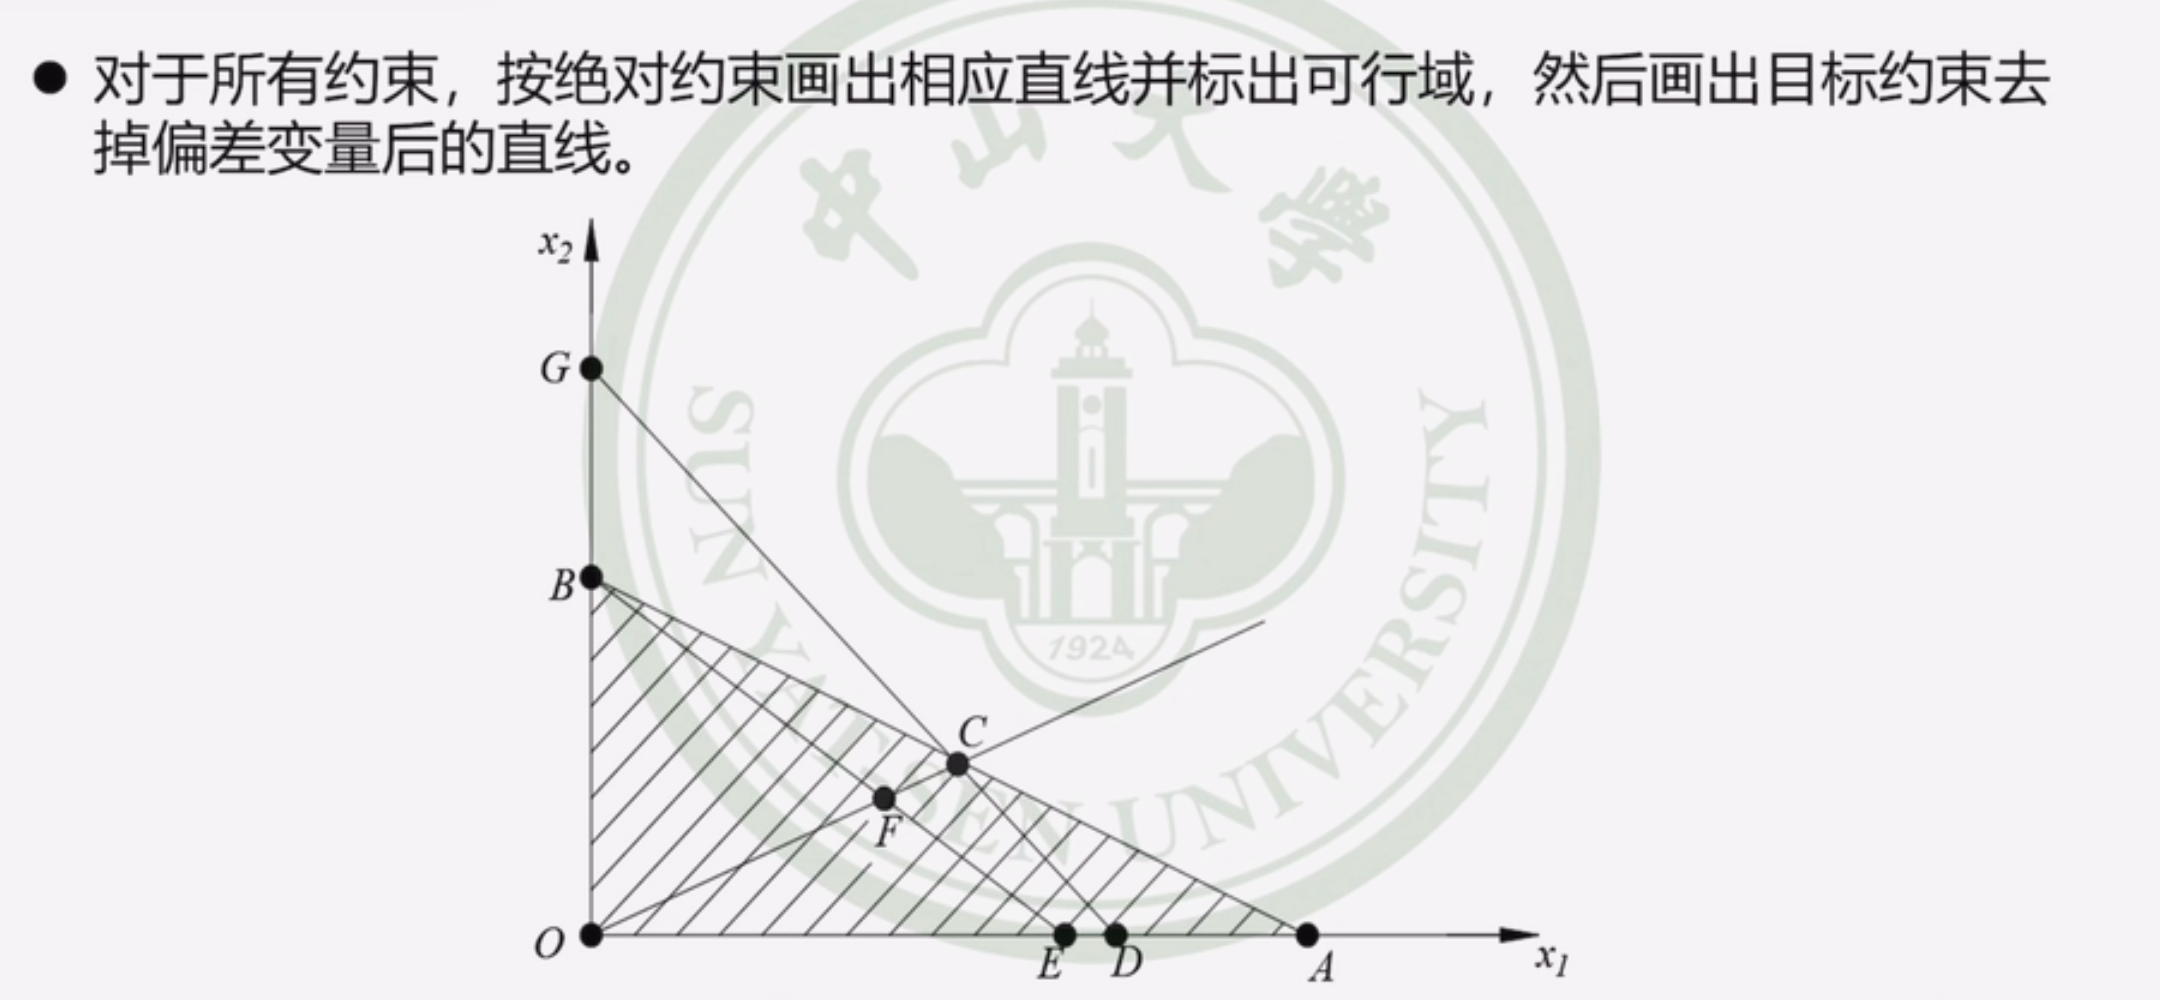 对于所有约束，按绝对约束画出相应直线并标出可行域，然后画出目标约束去
掉偏差变量后的直线。
中山大學
x2
G
SUN YAT-SEN UNIVERSITY
B
1924
C
F
O
E
D
A
x1